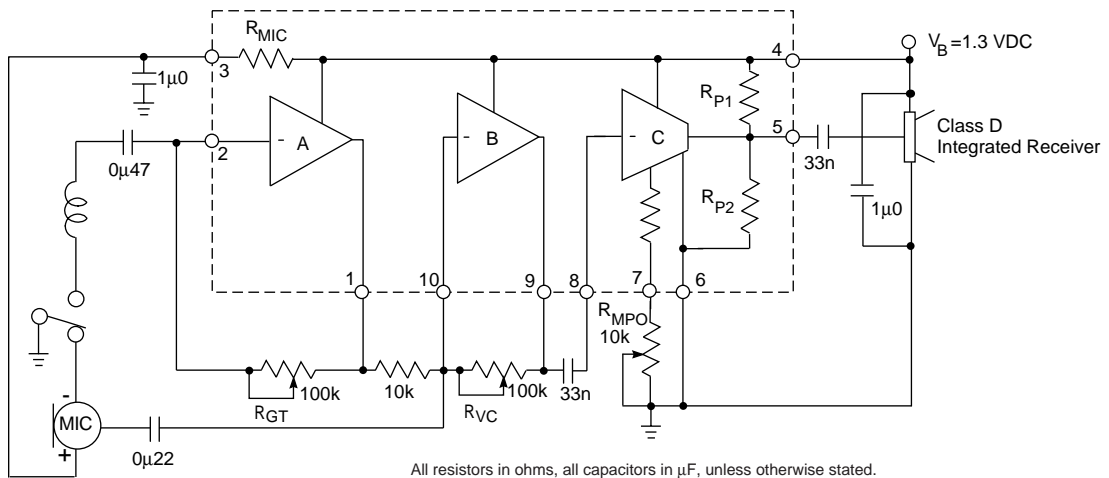 R MIC
3
4
V B =1.3 VDC
1µ0
R P1
A
B
C
-
-
-
2
5
Class D
Integrated Receiver
0µ47
33n
R P2
1µ0
1
10
9
8
7
6
R MPO
10k
100k
10k
100k
33n
R GT
R VC
-
MIC
+
0µ22
All resistors in ohms, all capacitors in µF, unless otherwise stated.